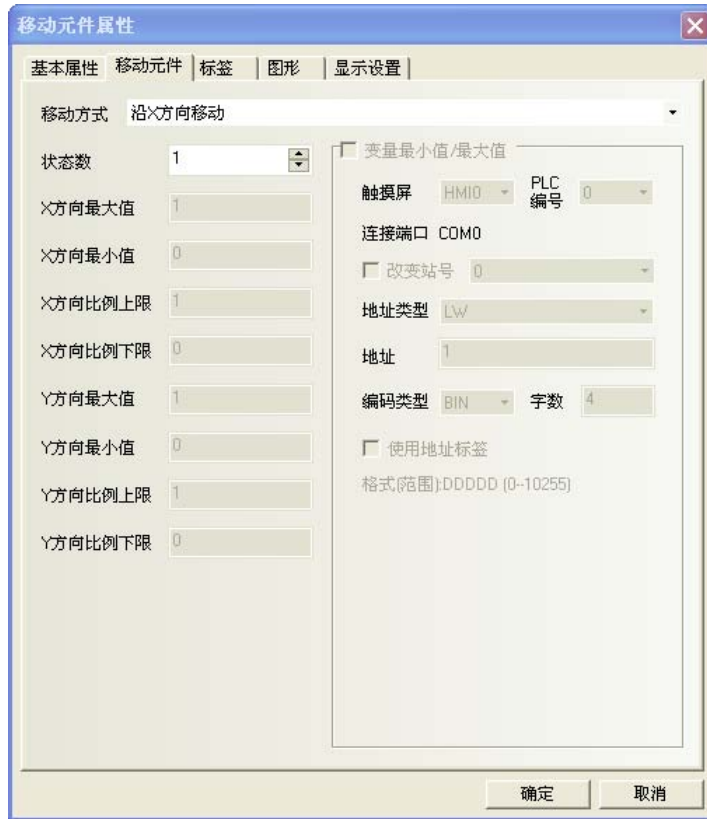 移动元件属性
基本属性 移动元件 标签 图形 显示设置
移动方式 沿X方向移动
状态数 1
X方向最大值 1
X方向最小值 0
X方向比例上限 1
X方向比例下限 0
Y方向最大值 1
Y方向最小值 0
Y方向比例上限 1
Y方向比例下限 0
变量最小值/最大值
触摸屏 HMI0 PLC编号 0
连接端口 COM0
改变站号 0
地址类型 LW
地址 1
编码类型 BIN 字数 4
使用地址标签
格式(范围):DDDDD (0--10255)
确定 取消